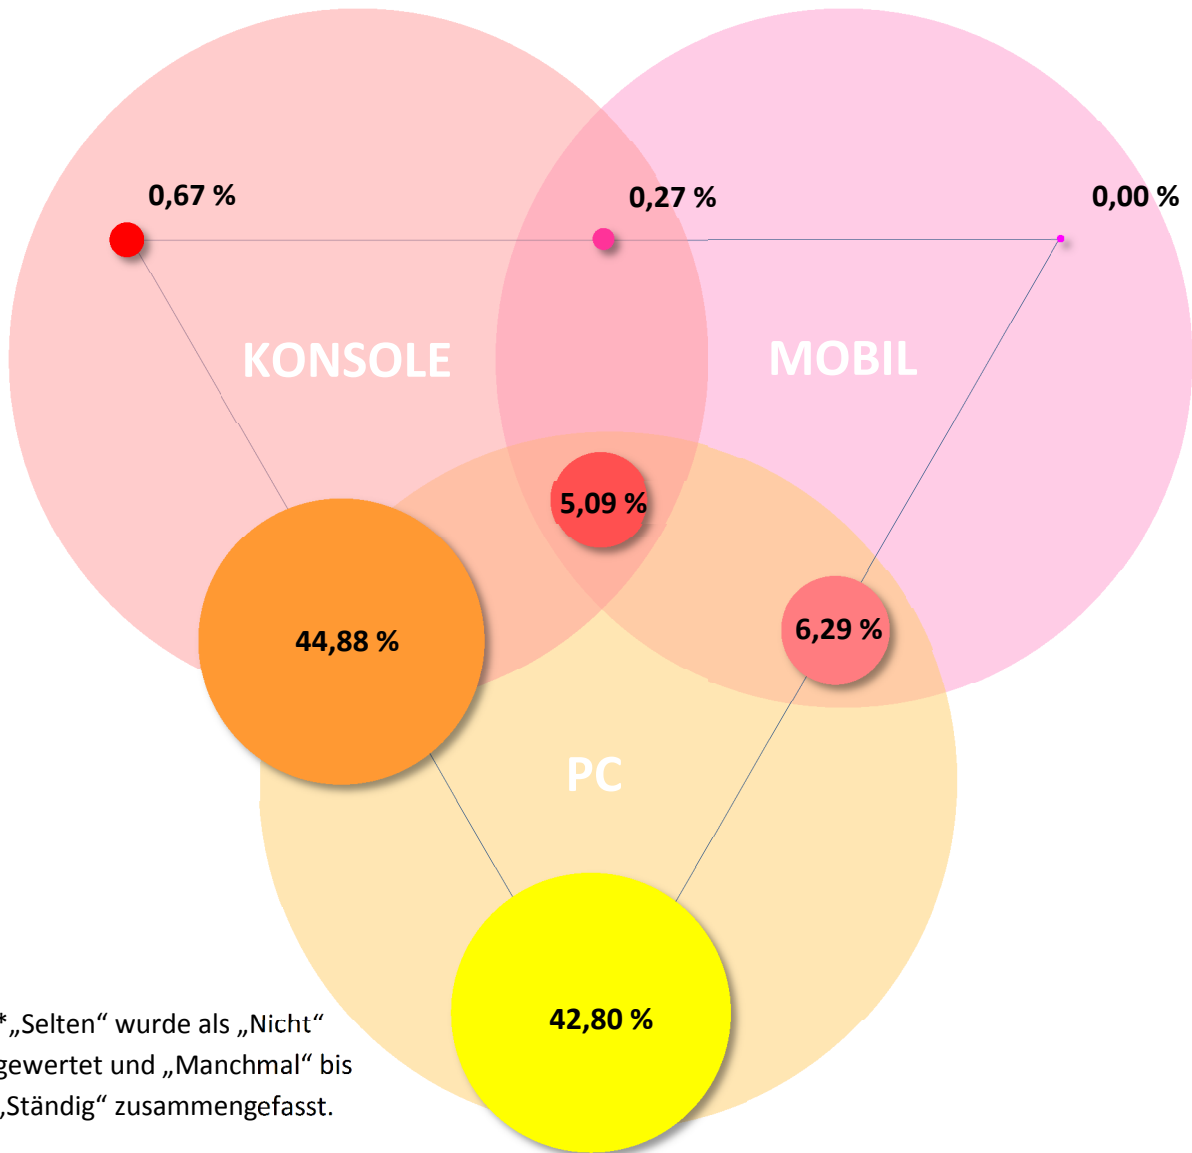 0,67 %
0,27 %
0,00 %
KONSOLE
MOBIL
5,09 %
44,88 %
6,29 %
PC
42,80 %
*„Selten“ wurde als „Nicht“
gewertet und „Manchmal“ bis
„Ständig“ zusammengefasst.